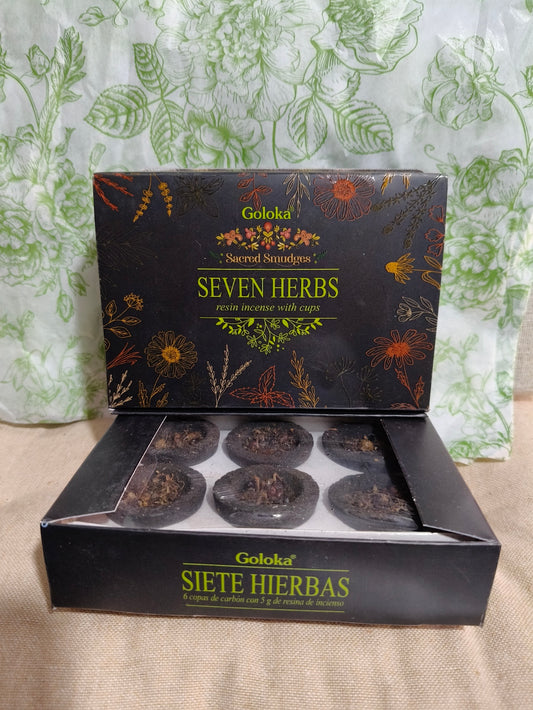 Goloka®
Sacred Smudges
SEVEN HERBS
resin incense with cups
Goloka®
SIETE HIERBAS
6 copas de carbón con 5 g de resina de incienso